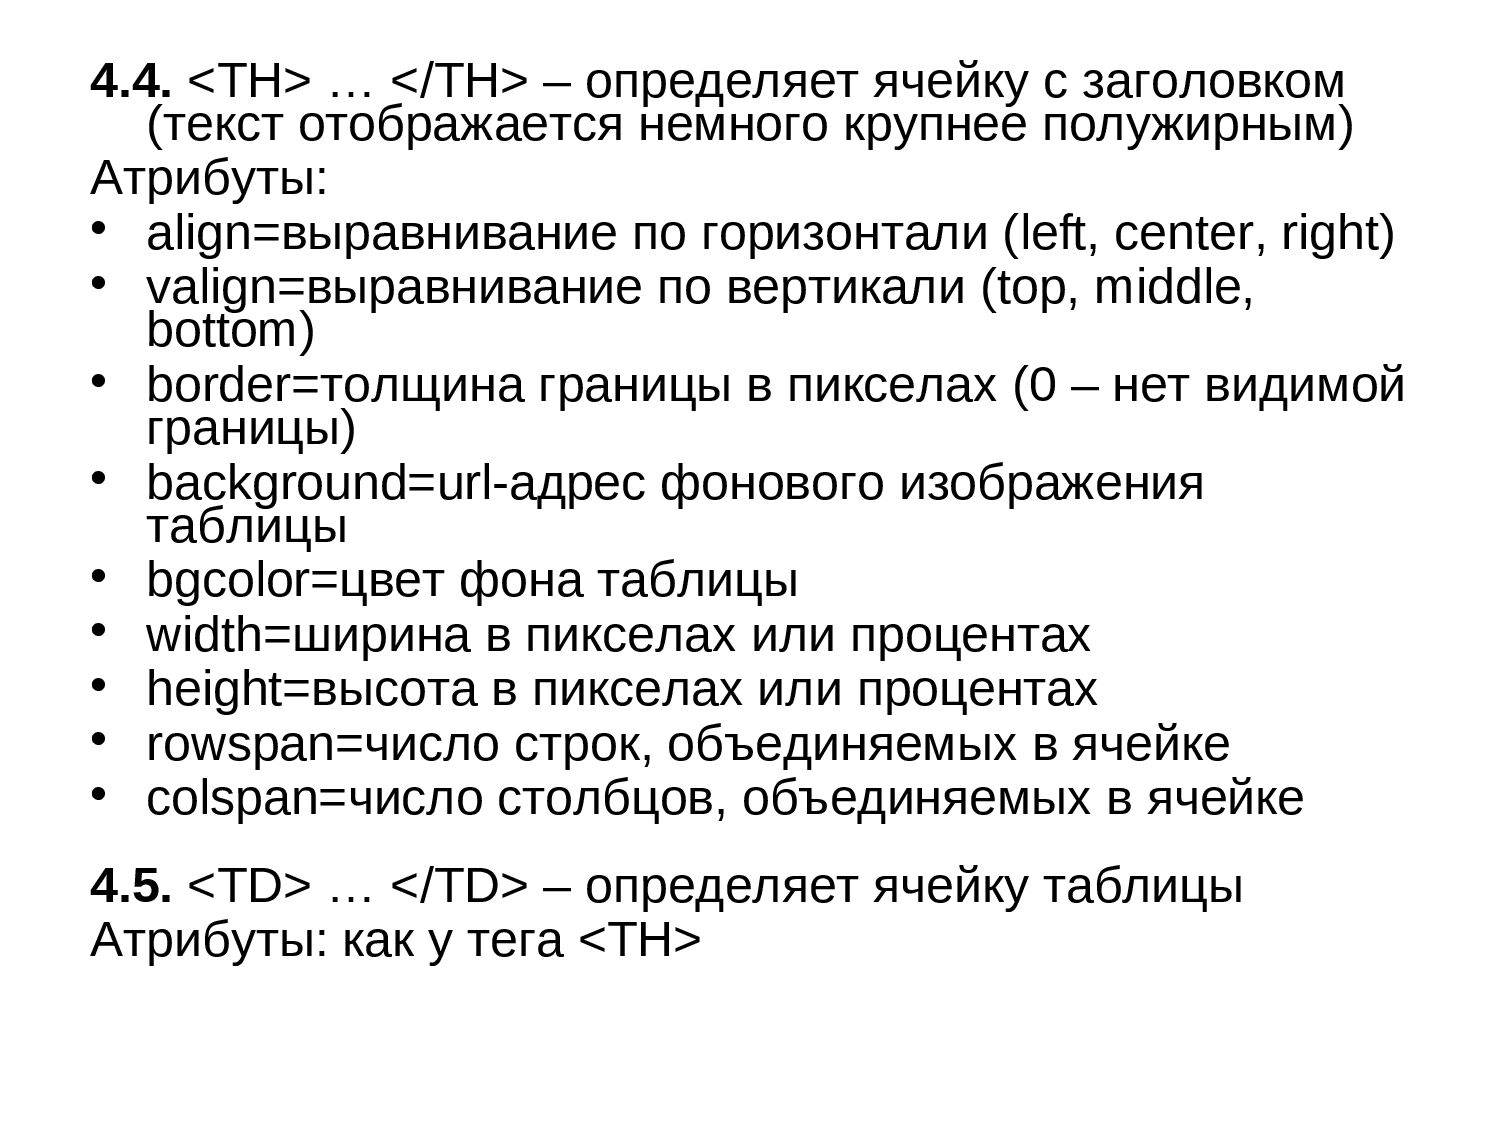 4.4. <TH> … </TH> – определяет ячейку с заголовком
(текст отображается немного крупнее полужирным)
Атрибуты:
• align=выравнивание по горизонтали (left, center, right)
• valign=выравнивание по вертикали (top, middle,
bottom)
• border=толщина границы в пикселах (0 – нет видимой
границы)
• background=url-адрес фонового изображения
таблицы
• bgcolor=цвет фона таблицы
• width=ширина в пикселах или процентах
• height=высота в пикселах или процентах
• rowspan=число строк, объединяемых в ячейке
• colspan=число столбцов, объединяемых в ячейке
4.5. <TD> … </TD> – определяет ячейку таблицы
Атрибуты: как у тега <TH>